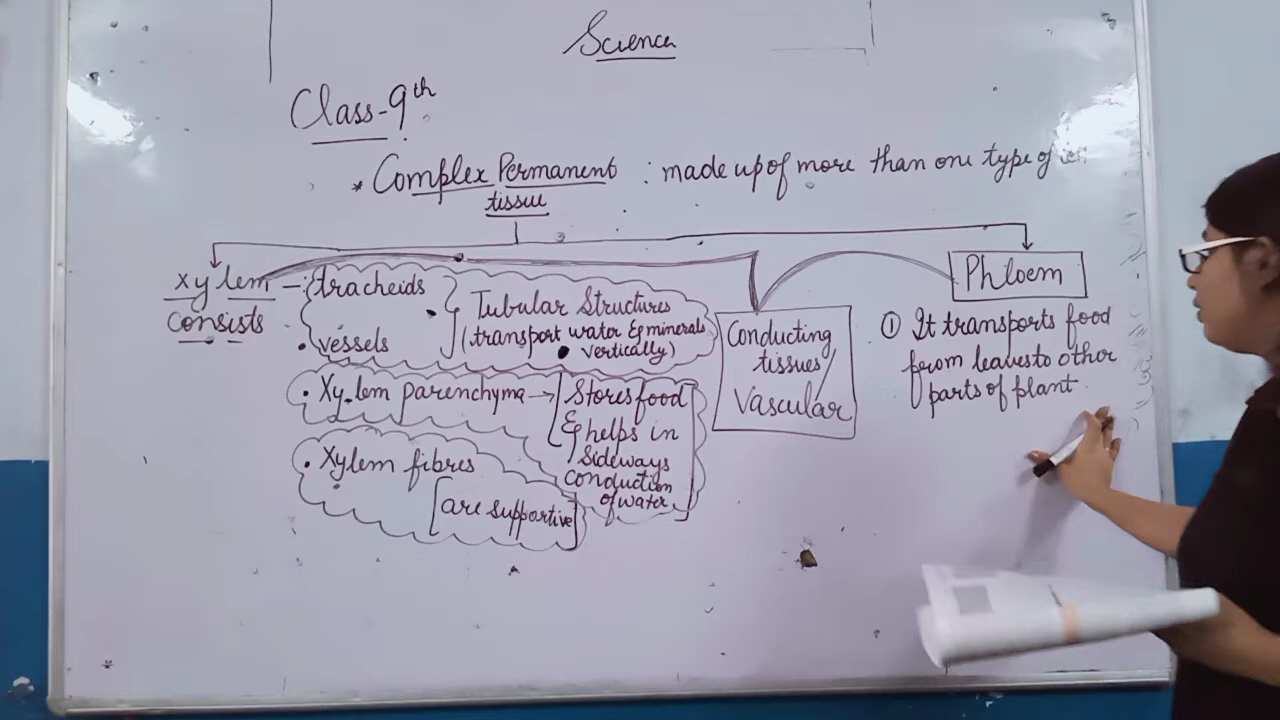 Science
Class-9th
* Complex Permanent : made up of more than one type of cell
tissue
xylem – : tracheids
consists
. vessels
Tubular Structures
(transport water & minerals
vertically)
. Xylem parenchyma → Stores food
& helps in
sideways
conduction
of water
. Xylem fibres
are supportive
Conducting
tissues/
Vascular
Phloem
① It transports food
from leaves to other
parts of plant.